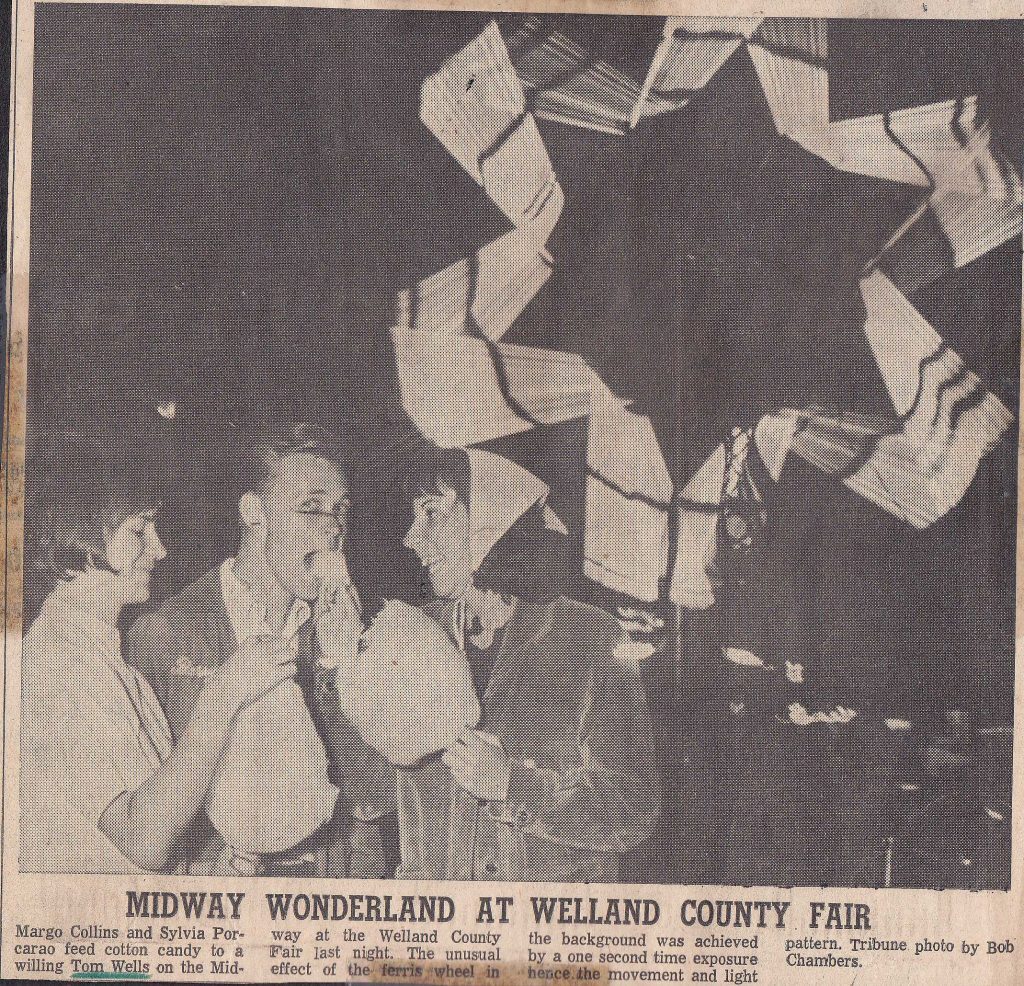 MIDWAY WONDERLAND AT WELLAND COUNTY FAIR
Margo Collins and Sylvia Por-
carao feed cotton candy to a
willing Tom Wells on the Mid-
way at the Welland County
Fair last night. The unusual
effect of the ferris wheel in
the background was achieved
by a one second time exposure
hence the movement and light
pattern. Tribune photo by Bob
Chambers.